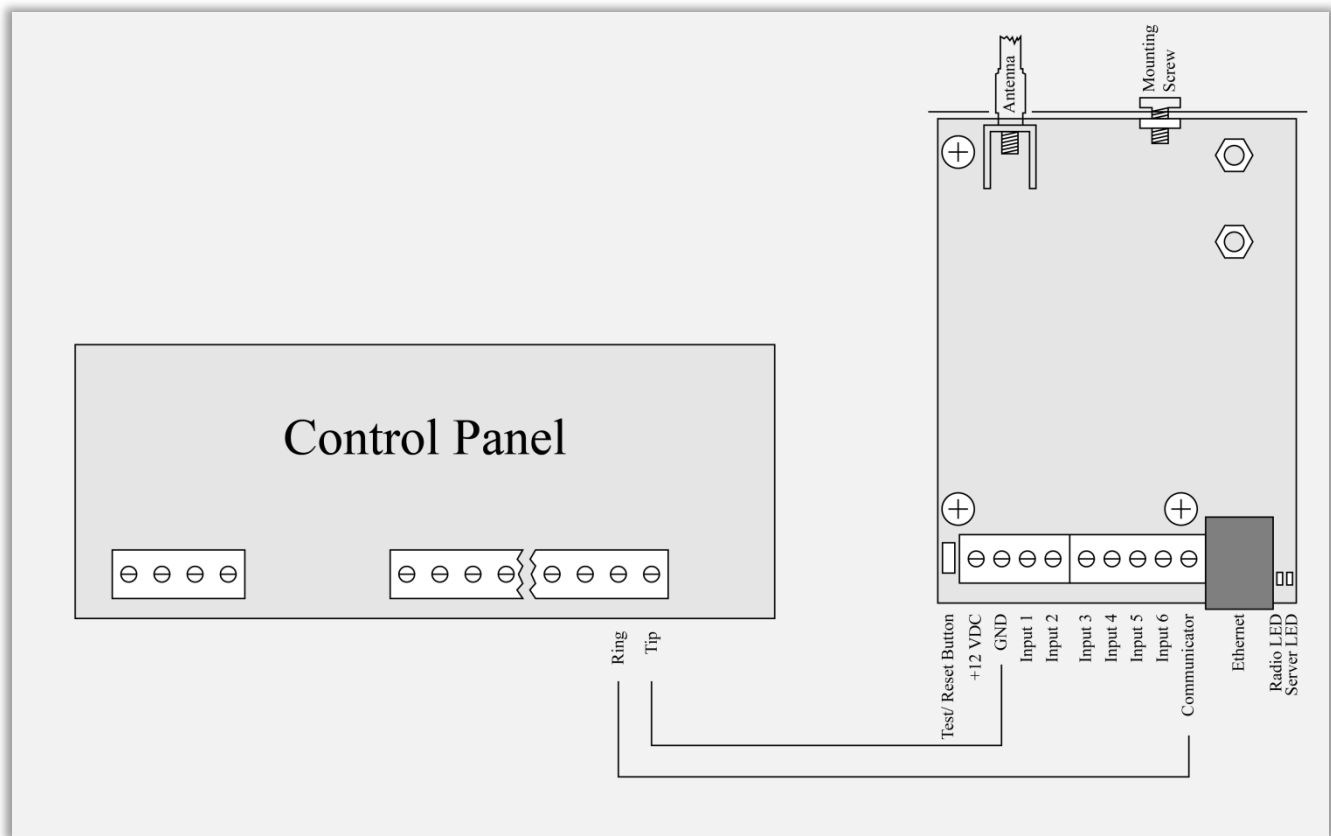 Antenna
Mounting
Screw
Control Panel
Ring
Tip
Test/ Reset Button
+12 VDC
GND
Input 1
Input 2
Input 3
Input 4
Input 5
Input 6
Communicator
Ethernet
Radio LED
Server LED